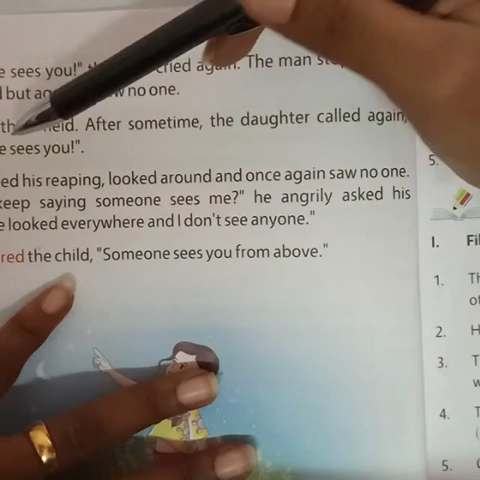 e sees you!" cried again. The man
but no one.
field. After sometime, the daughter called again,
e sees you!".
ed his reaping, looked around and once again saw no one.
keep saying someone sees me?" he angrily asked his
e looked everywhere and I don't see anyone."
red the child, "Someone sees you from above."
5.
I. Fil
1. Th
of
2. H
3. T
w
4. T
(
5.